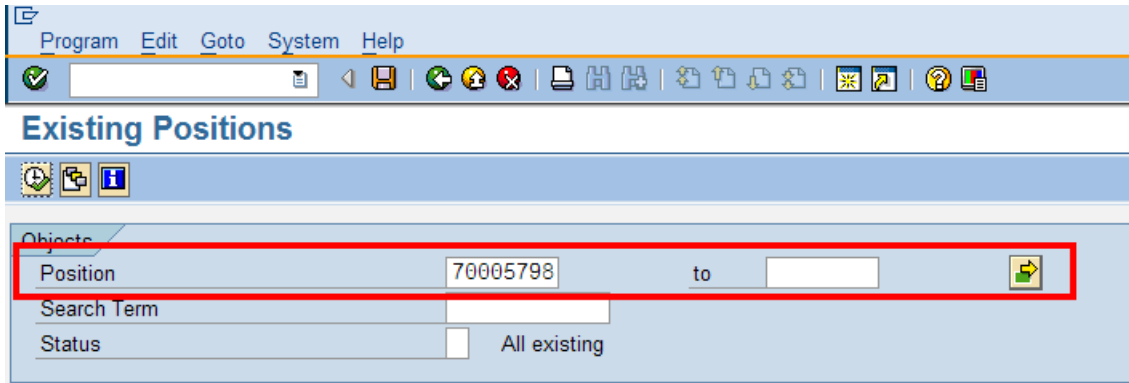 Program Edit Goto System Help
Existing Positions
Objects
Position 70005798 to
Search Term
Status All existing